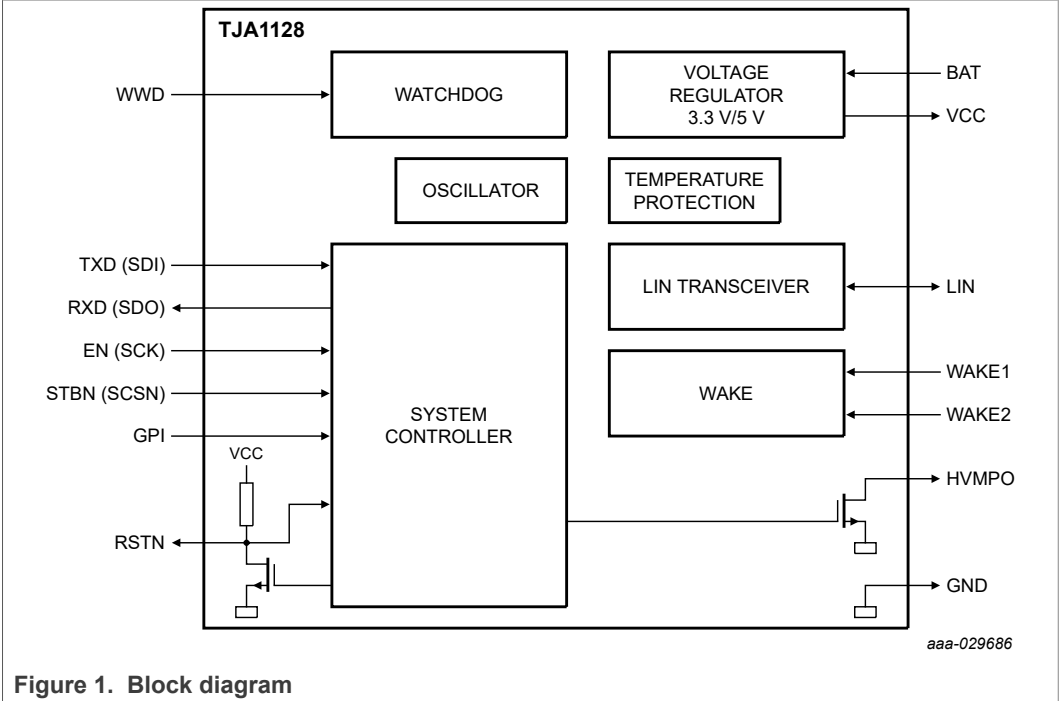 TJA1128
WWD
WATCHDOG
VOLTAGE
REGULATOR
3.3 V/5 V
BAT
VCC
OSCILLATOR
TEMPERATURE
PROTECTION
TXD (SDI)
RXD (SDO)
EN (SCK)
STBN (SCSN)
GPI
VCC
RSTN
SYSTEM
CONTROLLER
LIN TRANSCEIVER
LIN
WAKE
WAKE1
WAKE2
HVMPO
GND
aaa-029686
Figure 1. Block diagram